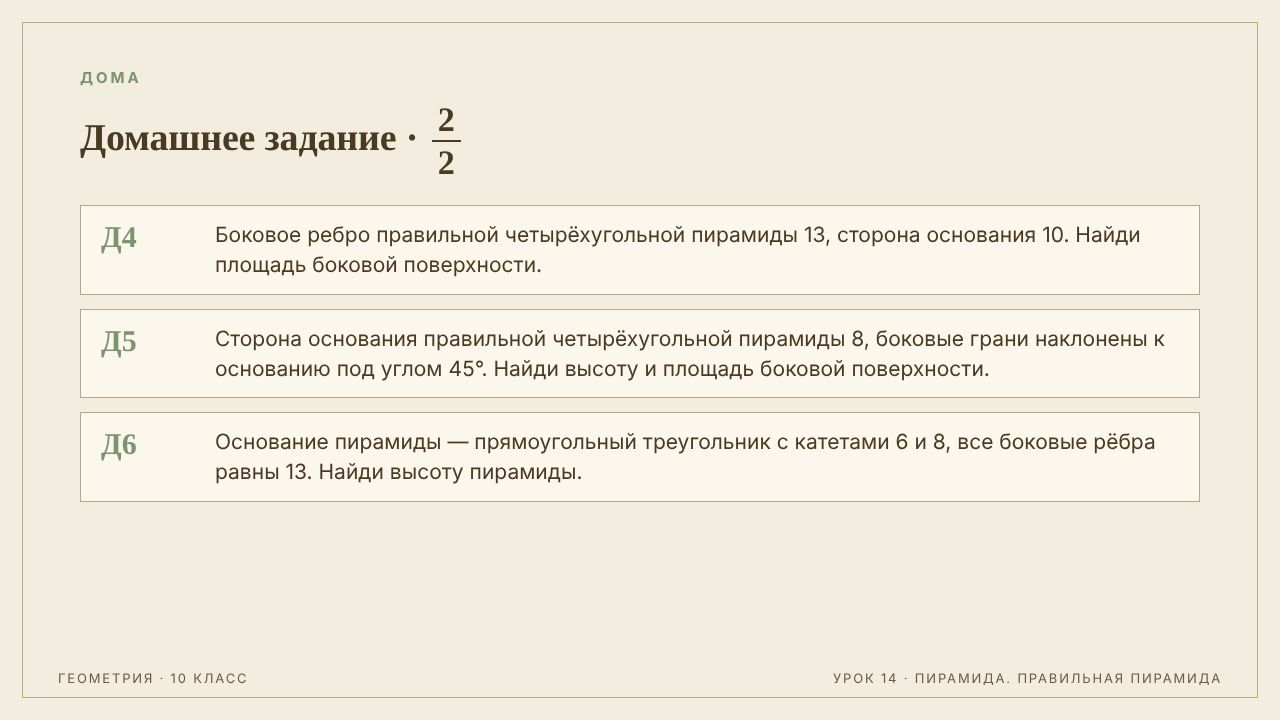 ДОМА
Домашнее задание · 2/2
Д4
Боковое ребро правильной четырёхугольной пирамиды 13, сторона основания 10. Найди
площадь боковой поверхности.
Д5
Сторона основания правильной четырёхугольной пирамиды 8, боковые грани наклонены к
основанию под углом 45°. Найди высоту и площадь боковой поверхности.
Д6
Основание пирамиды — прямоугольный треугольник с катетами 6 и 8, все боковые рёбра
равны 13. Найди высоту пирамиды.
ГЕОМЕТРИЯ · 10 КЛАСС
УРОК 14 · ПИРАМИДА. ПРАВИЛЬНАЯ ПИРАМИДА